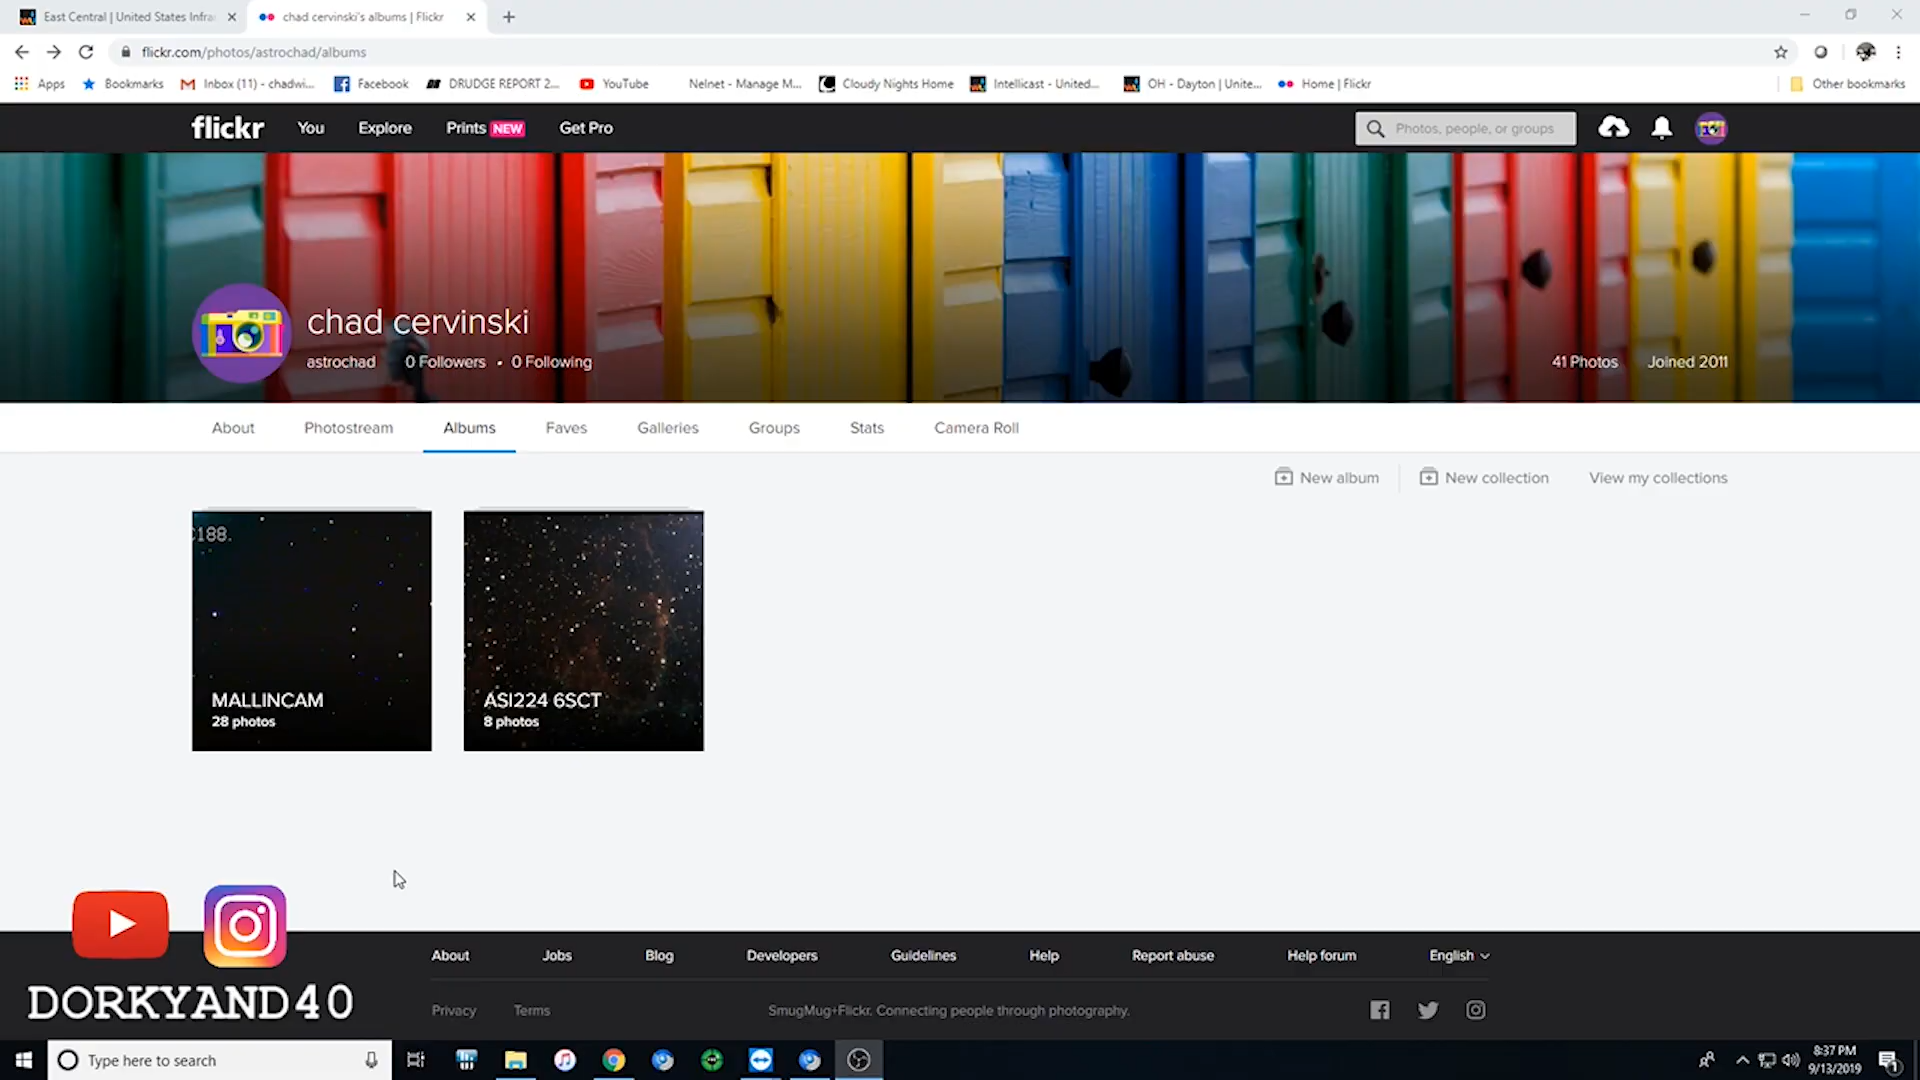 East Central | United States Infra
chad cervinski's albums | Flickr
flickr.com/photos/astrochad/albums
Apps
Bookmarks
Inbox (11) - chadwi...
Facebook
DRUDGE REPORT 2...
YouTube
Nelnet - Manage M...
Cloudy Nights Home
Intellicast - United...
OH - Dayton | Unite...
Home | Flickr
Other bookmarks
flickr
You
Explore
Prints NEW
Get Pro
Photos, people, or groups
chad cervinski
astrochad
0 Followers • 0 Following
41 Photos
Joined 2011
About
Photostream
Albums
Faves
Galleries
Groups
Stats
Camera Roll
New album
New collection
View my collections
C188.
MALLINCAM
28 photos
ASI224 6SCT
8 photos
About
Jobs
Blog
Developers
Guidelines
Help
Report abuse
Help forum
English
DORKYAND40
Privacy
Terms
SmugMug+Flickr. Connecting people through photography.
Type here to search
8:37 PM
9/13/2019
1